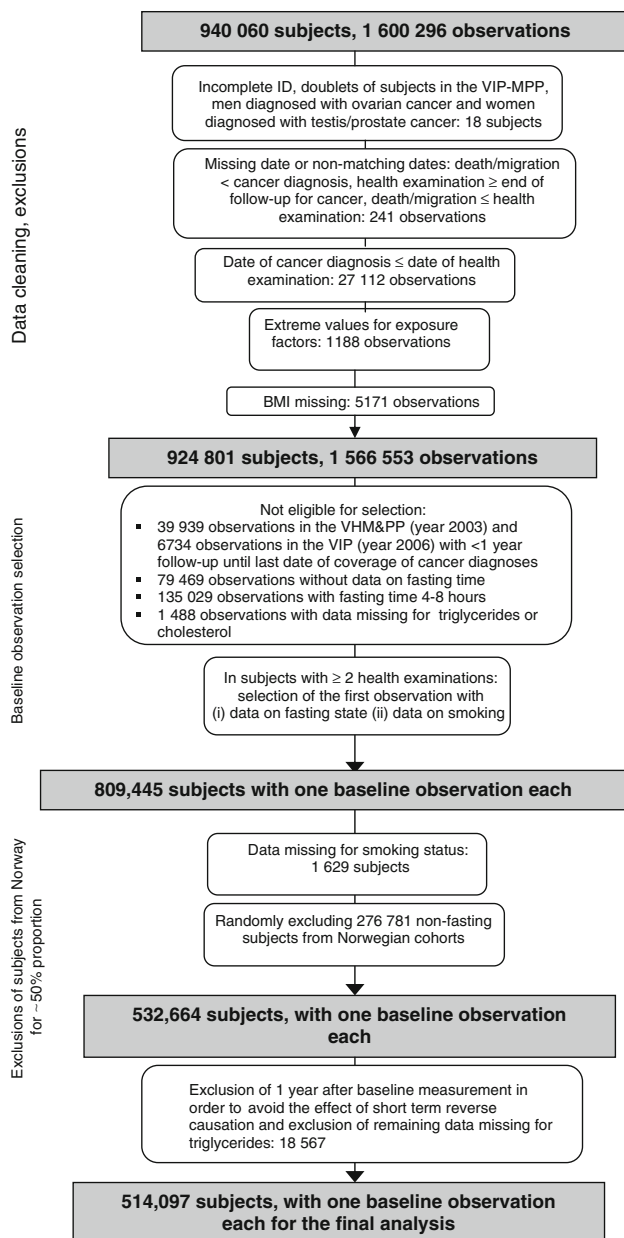 940 060 subjects, 1 600 296 observations
Incomplete ID, doublets of subjects in the VIP-MPP,
men diagnosed with ovarian cancer and women
diagnosed with testis/prostate cancer: 18 subjects
Missing date or non-matching dates: death/migration
< cancer diagnosis, health examination ≥ end of
follow-up for cancer, death/migration ≤ health
examination: 241 observations
Date of cancer diagnosis ≤ date of health
examination: 27 112 observations
Extreme values for exposure
factors: 1188 observations
BMI missing: 5171 observations
Data cleaning, exclusions
924 801 subjects, 1 566 553 observations
Not eligible for selection:
▪ 39 939 observations in the VHM&PP (year 2003) and
6734 observations in the VIP (year 2006) with <1 year
follow-up until last date of coverage of cancer diagnoses
▪ 79 469 observations without data on fasting time
▪ 135 029 observations with fasting time 4-8 hours
▪ 1 488 observations with data missing for triglycerides or
cholesterol
In subjects with ≥ 2 health examinations:
selection of the first observation with
(i) data on fasting state (ii) data on smoking
Baseline observation selection
809,445 subjects with one baseline observation each
Data missing for smoking status:
1 629 subjects
Randomly excluding 276 781 non-fasting
subjects from Norwegian cohorts
Exclusions of subjects from Norway
for ~50% proportion
532,664 subjects, with one baseline observation
each
Exclusion of 1 year after baseline measurement in
order to avoid the effect of short term reverse
causation and exclusion of remaining data missing for
triglycerides: 18 567
514,097 subjects, with one baseline observation
each for the final analysis